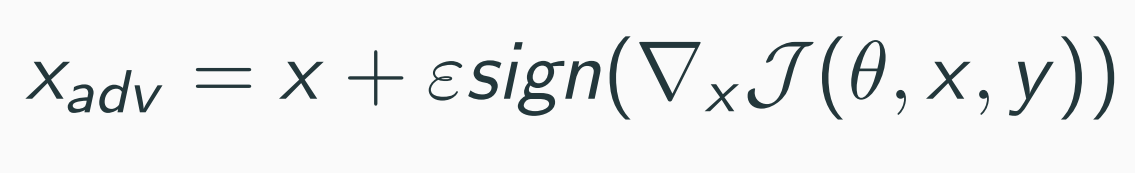 x_adv = x + εsign(∇_x𝒥(θ, x, y))